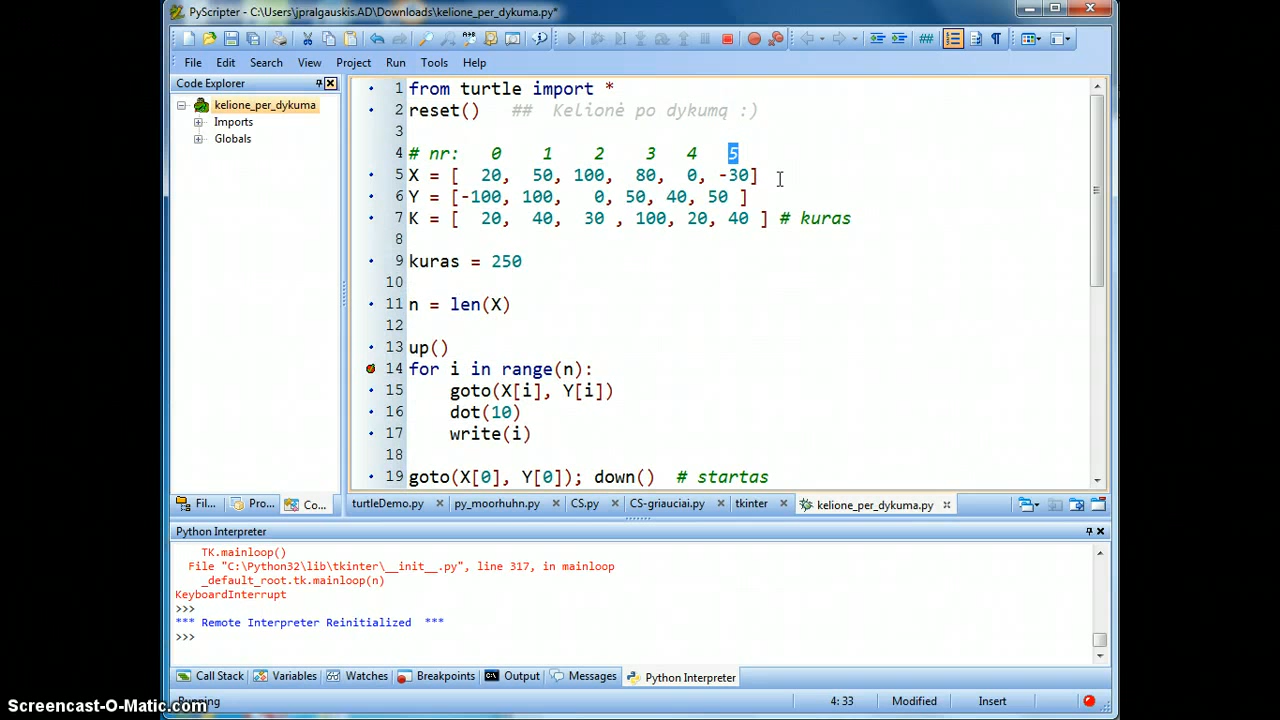 PyScripter - C:\Users\jpralgauskis.AD\Downloads\kelione_per_dykuma.py*
File Edit Search View Project Run Tools Help
Code Explorer
kelione_per_dykuma
Imports
Globals
1 from turtle import *
2 reset()   ##  Kelionė po dykumą :)
3
4 # nr:   0    1    2    3   4   5
5 X = [  20,  50, 100,  80,  0, -30]
6 Y = [-100, 100,   0, 50, 40, 50 ]
7 K = [  20,  40,  30 , 100, 20, 40 ] # kuras
8
9 kuras = 250
10
11 n = len(X)
12
13 up()
14 for i in range(n):
15     goto(X[i], Y[i])
16     dot(10)
17     write(i)
18
19 goto(X[0], Y[0]); down()  # startas
Fil... Pro... Co...
turtleDemo.py py_moorhuhn.py CS.py CS-griauciai.py tkinter kelione_per_dykuma.py
Python Interpreter
TK.mainloop()
File "C:\Python32\lib\tkinter\__init__.py", line 317, in mainloop
_default_root.tk.mainloop(n)
KeyboardInterrupt
>>>
*** Remote Interpreter Reinitialized  ***
>>>
Call Stack Variables Watches Breakpoints Output Messages Python Interpreter
4:33 Modified Insert
Screencast-O-Matic.com